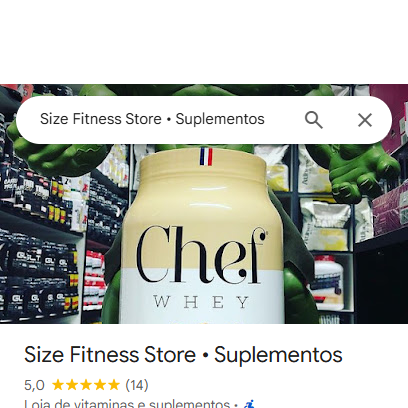 Size Fitness Store • Suplementos
Chef
WHEY
Size Fitness Store • Suplementos
5,0 (14)
Loja de vitaminas e suplementos •